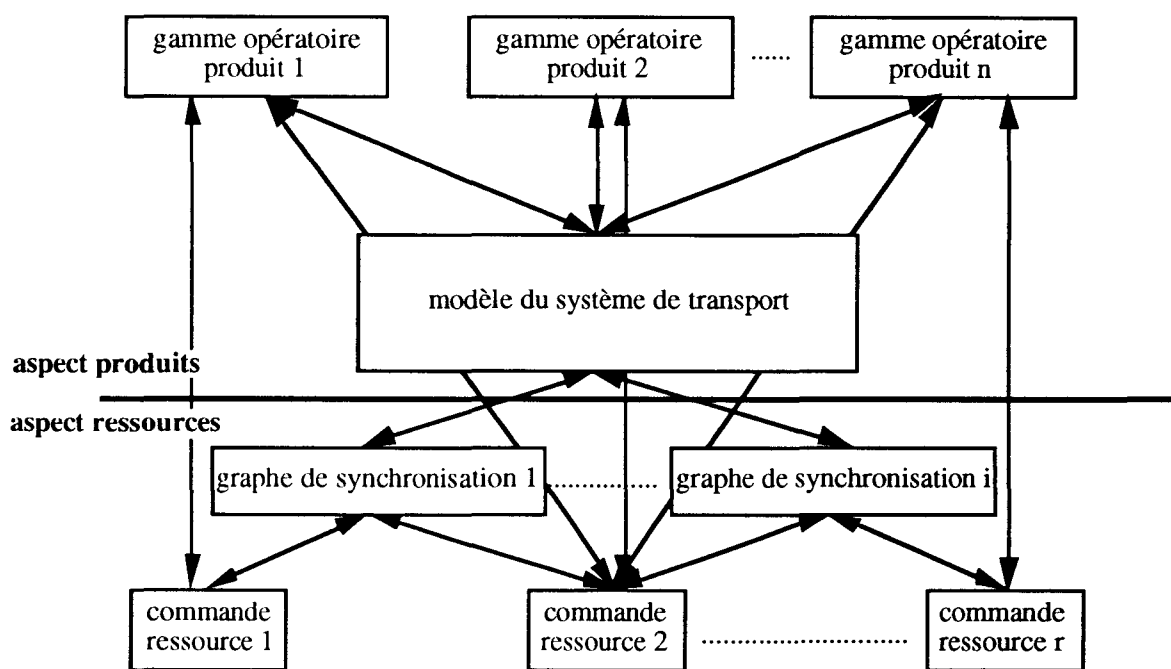 gamme opératoire
produit 1
gamme opératoire
produit 2
......
gamme opératoire
produit n
modèle du système de transport
aspect produits
aspect ressources
graphe de synchronisation 1
................
graphe de synchronisation i
commande
ressource 1
commande
ressource 2
..............................
commande
ressource r